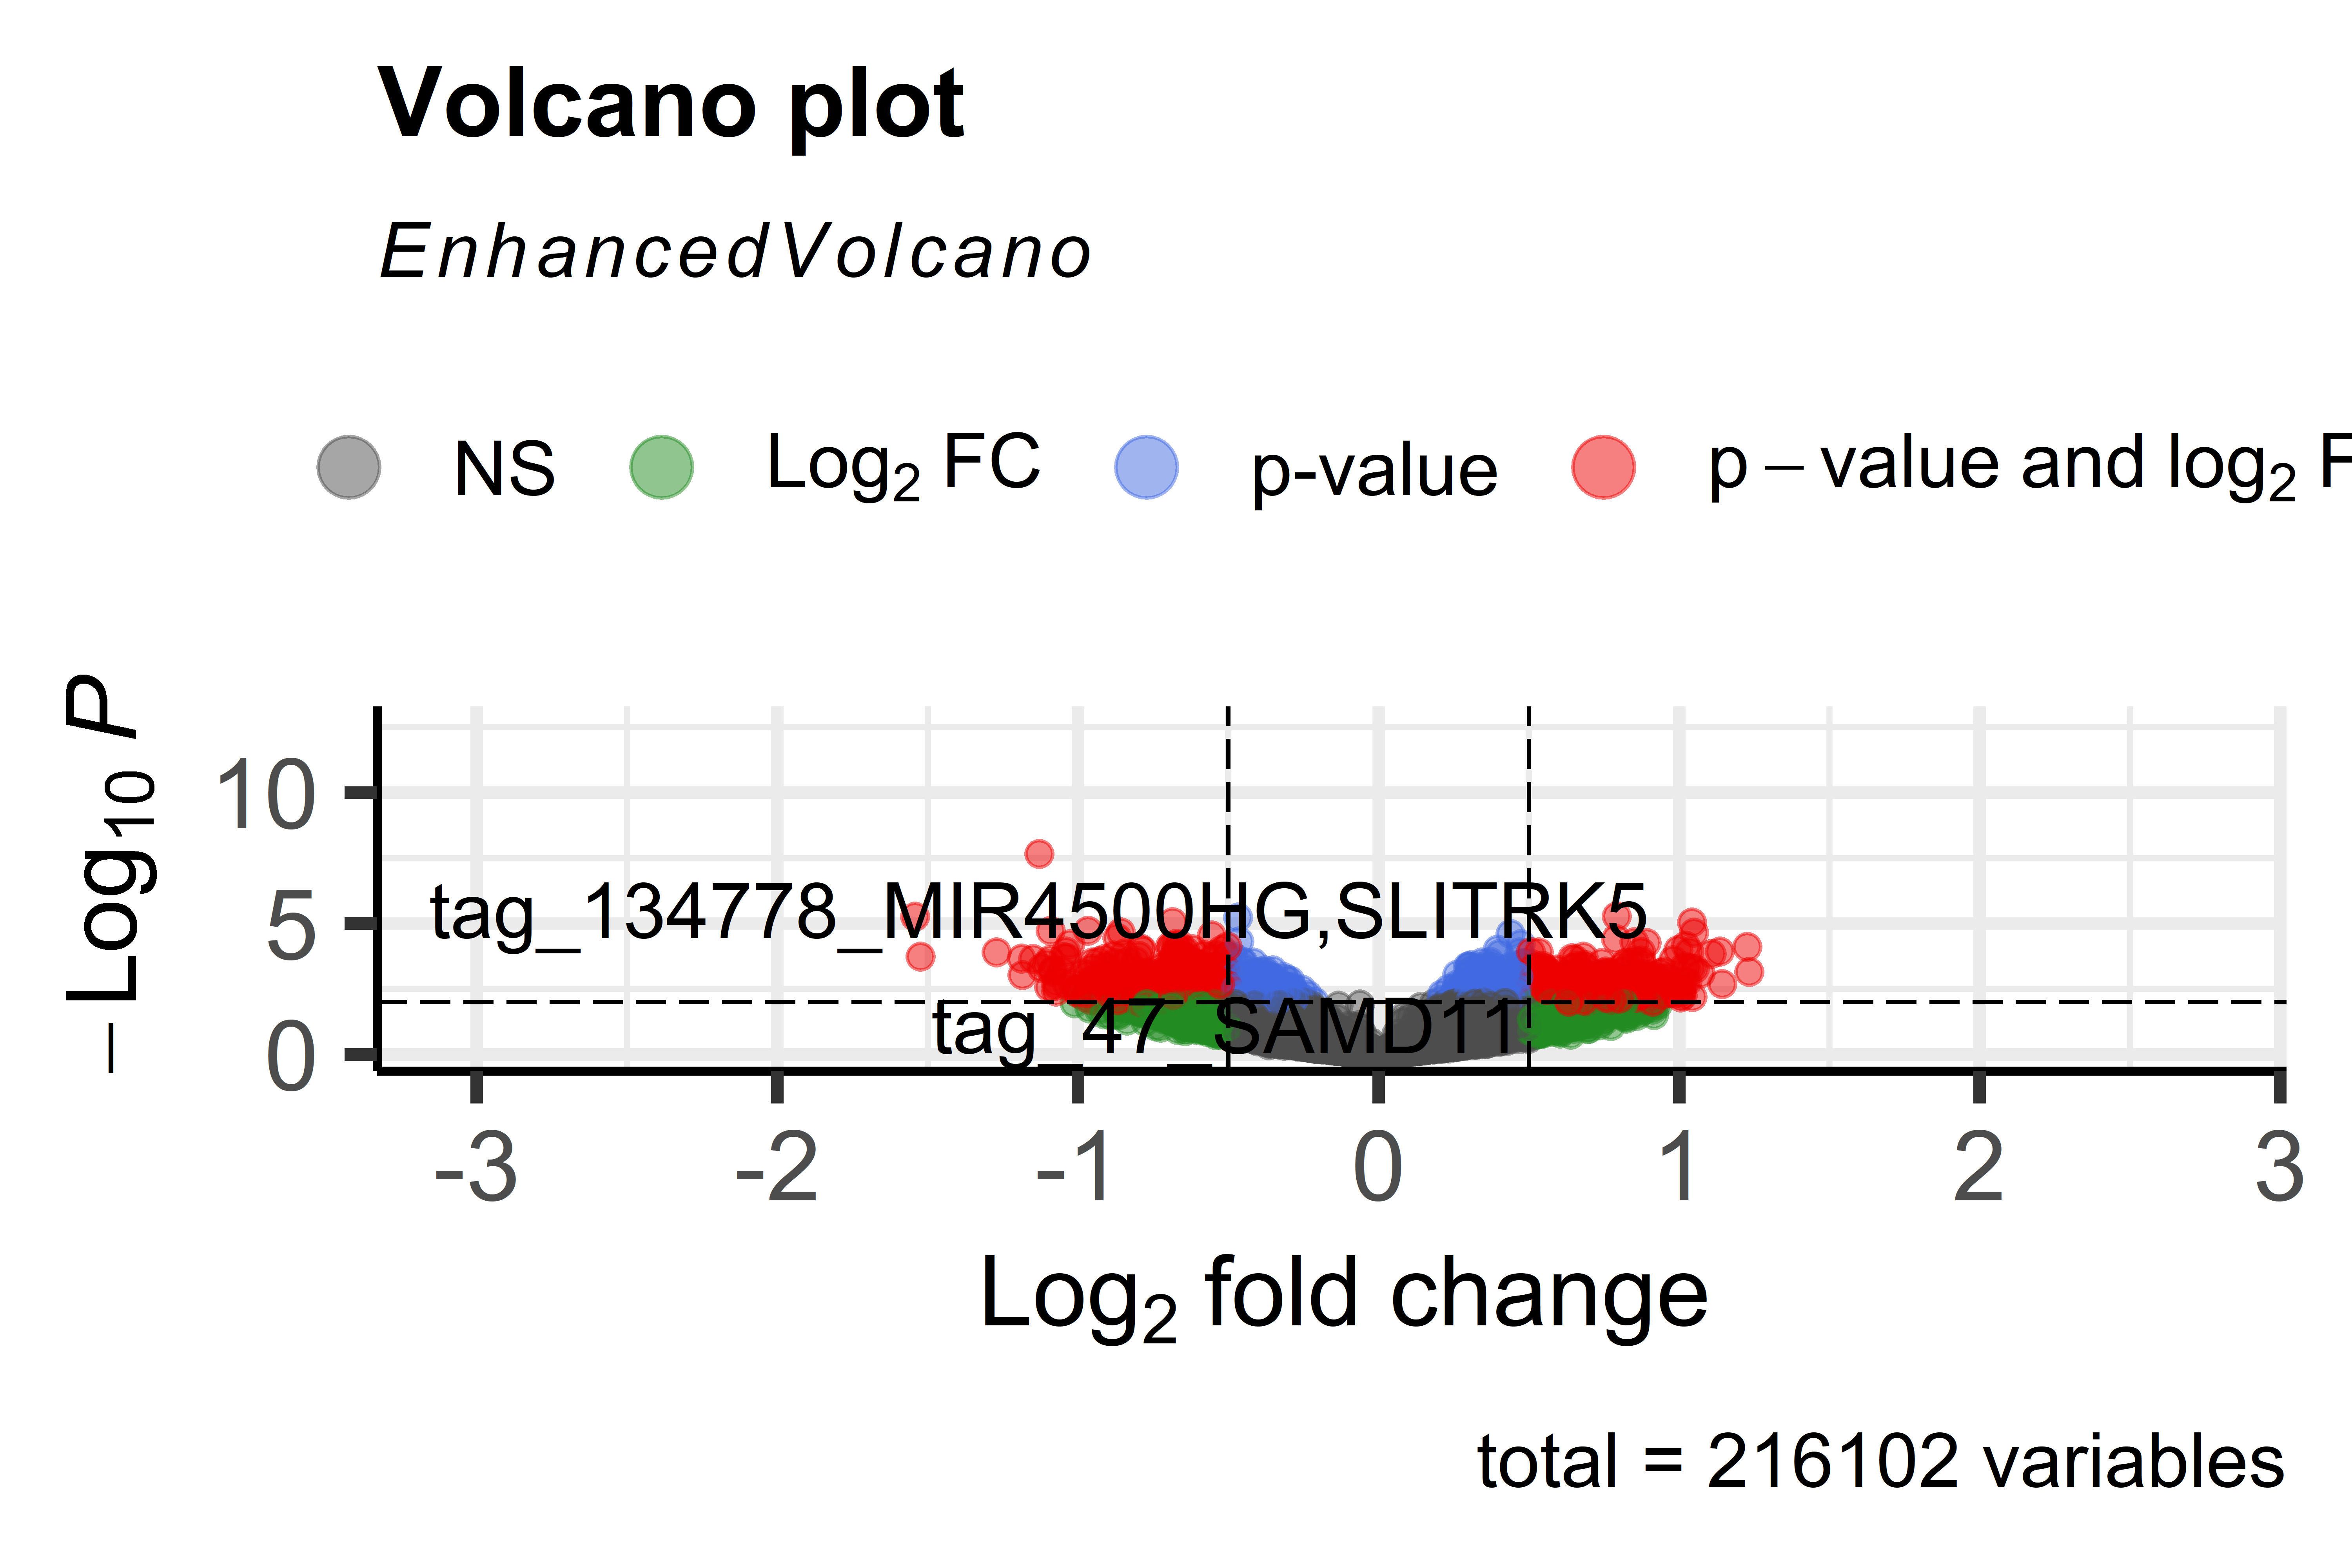 Volcano plot
EnhancedVolcano
NS Log₂ FC p-value p – value and log₂ F
– Log₁₀ P
10
5
0
tag_134778_MIR4500HG,SLITRK5
tag_47_SAMD11
-3 -2 -1 0 1 2 3
Log₂ fold change
total = 216102 variables